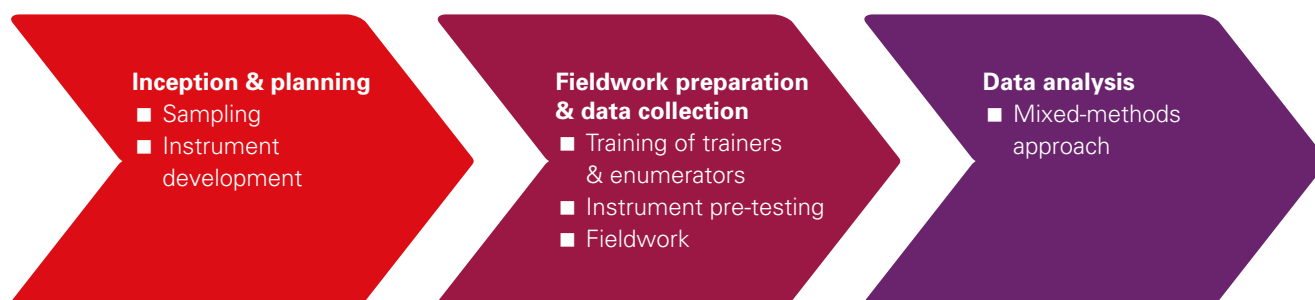 Inception & planning
■ Sampling
■ Instrument
development
Fieldwork preparation
& data collection
■ Training of trainers
& enumerators
■ Instrument pre-testing
■ Fieldwork
Data analysis
■ Mixed-methods
approach